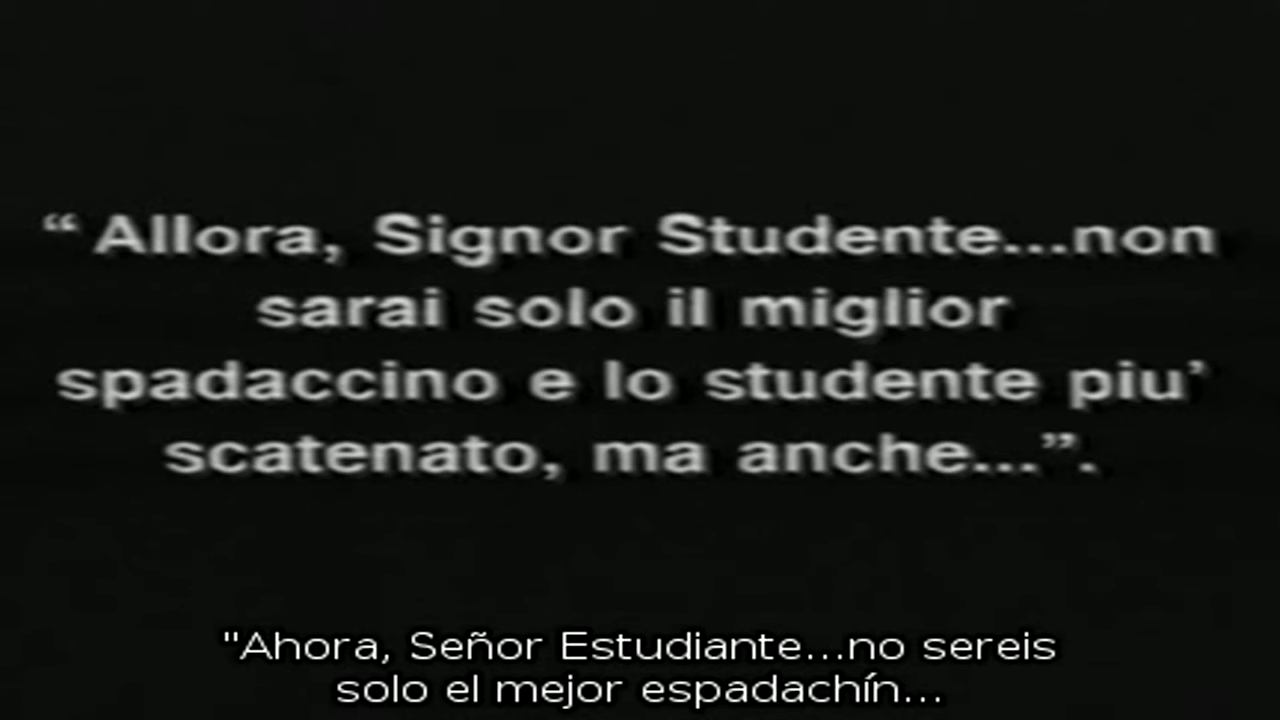 “ Allora, Signor Studente...non
sarai solo il miglior
spadaccino e lo studente piu’
scatenato, ma anche...”.
"Ahora, Señor Estudiante...no sereis
solo el mejor espadachín...